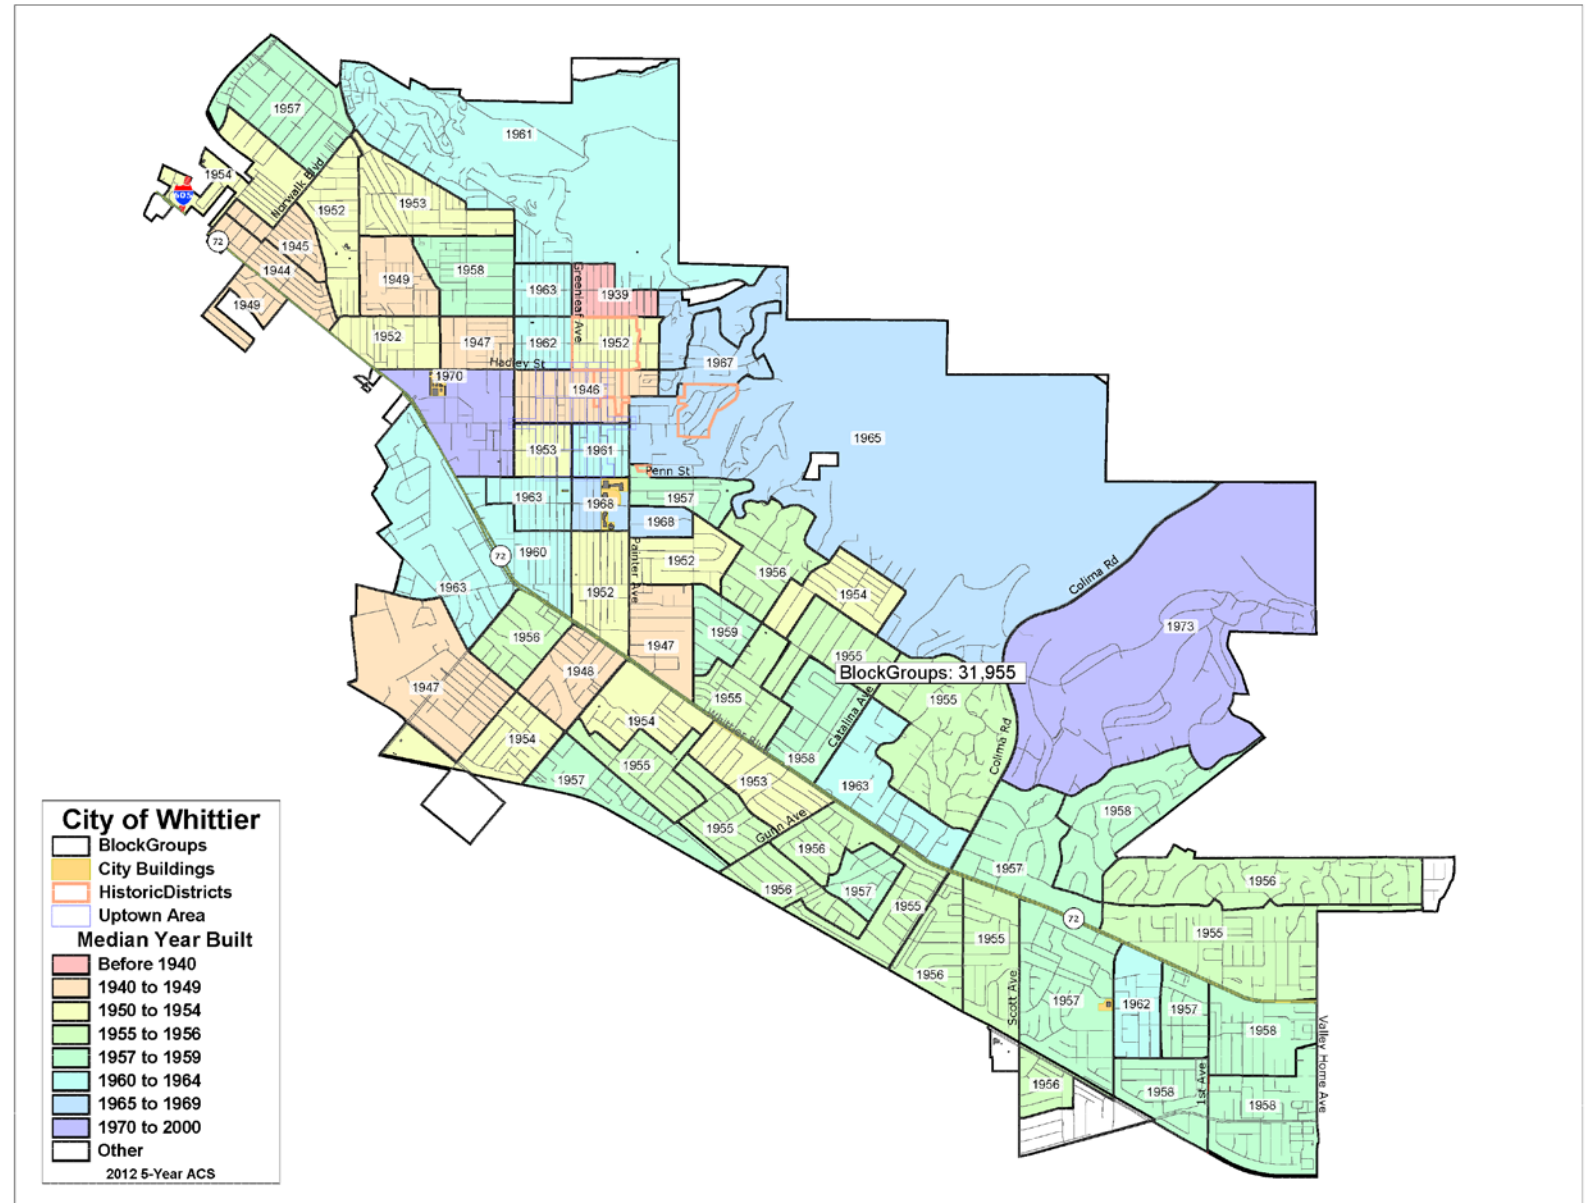 1957
1961
1954
605
Norwalk Blvd
1952
1953
72
1945
1944
1949
1949
1958
1963
Greenleaf Ave
1939
1952
1947
1962
1952
Hadley St
1967
1970
1946
1965
1953
1961
Penn St
1963
1968
1957
1968
72
1960
Painter Ave
1952
1956
Colima Rd
1963
1952
1954
1956
1948
1947
1959
1955
1973
BlockGroups: 31,955
1947
1954
1955
Catalina Ave
1955
Whittier Blvd
Colima Rd
1954
1955
1958
1957
1953
1963
1958
1955
Gunn Ave
1956
1957
1956
1956
1957
1955
72
1955
1955
1956
Scott Ave
1957
1962
1957
1958
Valley Home Ave
1956
1958
1st Ave
1958
City of Whittier
BlockGroups
City Buildings
HistoricDistricts
Uptown Area
Median Year Built
Before 1940
1940 to 1949
1950 to 1954
1955 to 1956
1957 to 1959
1960 to 1964
1965 to 1969
1970 to 2000
Other
2012 5-Year ACS